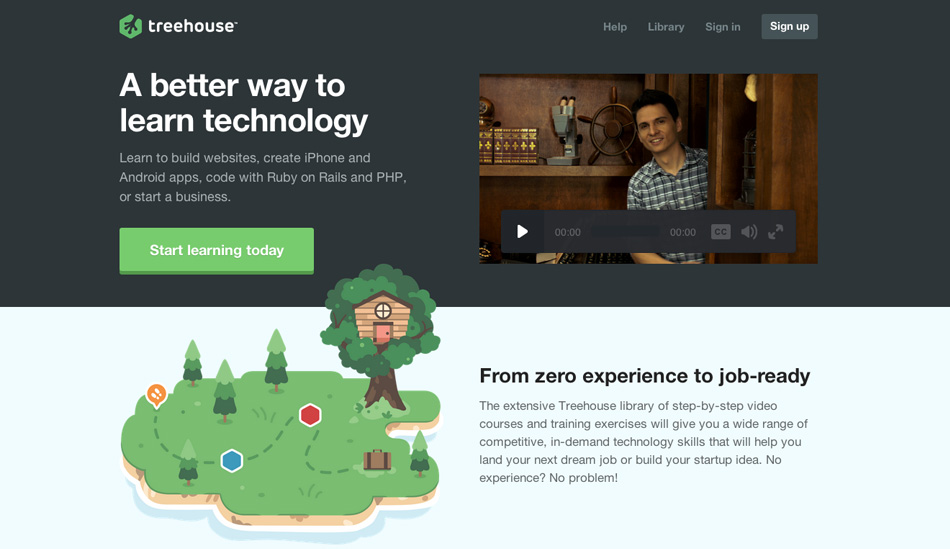 treehouse™
Help Library Sign in Sign up
A better way to
learn technology
Learn to build websites, create iPhone and
Android apps, code with Ruby on Rails and PHP,
or start a business.
Start learning today
00:00 00:00 CC
From zero experience to job-ready
The extensive Treehouse library of step-by-step video
courses and training exercises will give you a wide range of
competitive, in-demand technology skills that will help you
land your next dream job or build your startup idea. No
experience? No problem!